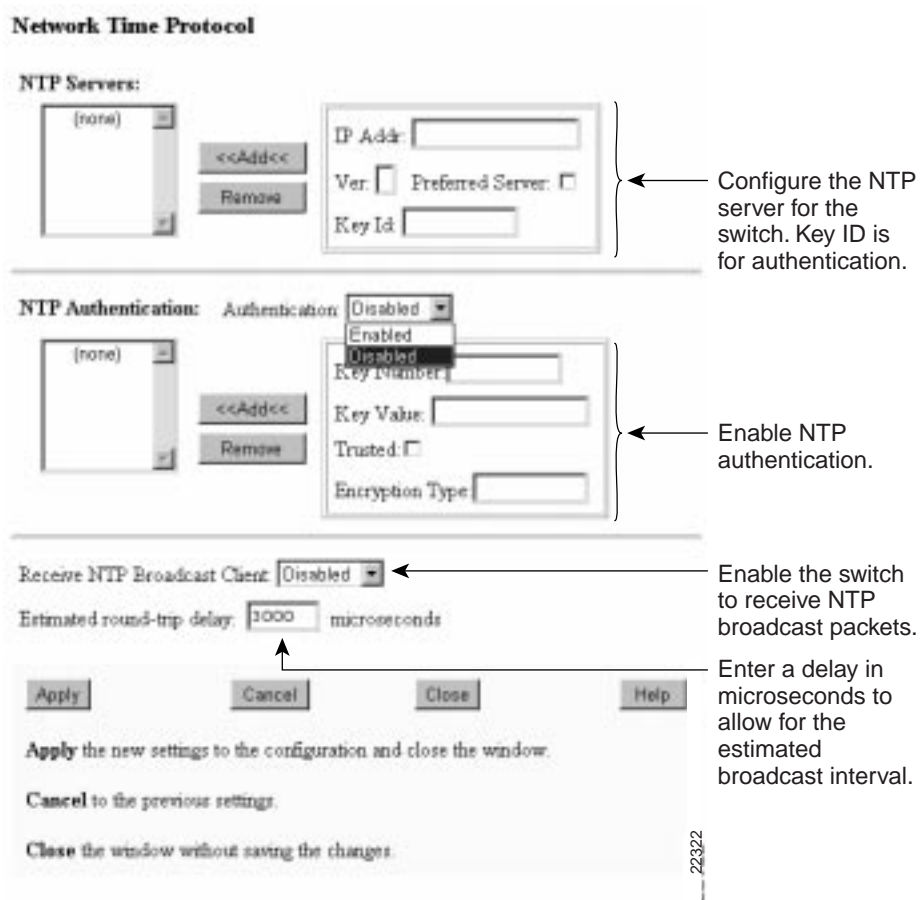 Network Time Protocol
NTP Servers:
(none)
<<Add<<
Remove
IP Addr:
Ver: Preferred Server:
Key Id:
Configure the NTP
server for the
switch. Key ID is
for authentication.
NTP Authentication: Authentication: Disabled
Enabled
Disabled
(none)
<<Add<<
Remove
Key Number:
Key Value:
Trusted:
Encryption Type:
Enable NTP
authentication.
Receive NTP Broadcast Client: Disabled
Estimated round-trip delay: 3000 microseconds
Enable the switch
to receive NTP
broadcast packets.
Enter a delay in
microseconds to
allow for the
estimated
broadcast interval.
Apply Cancel Close Help
Apply the new settings to the configuration and close the window.
Cancel to the previous settings.
Close the window without saving the changes.
22322